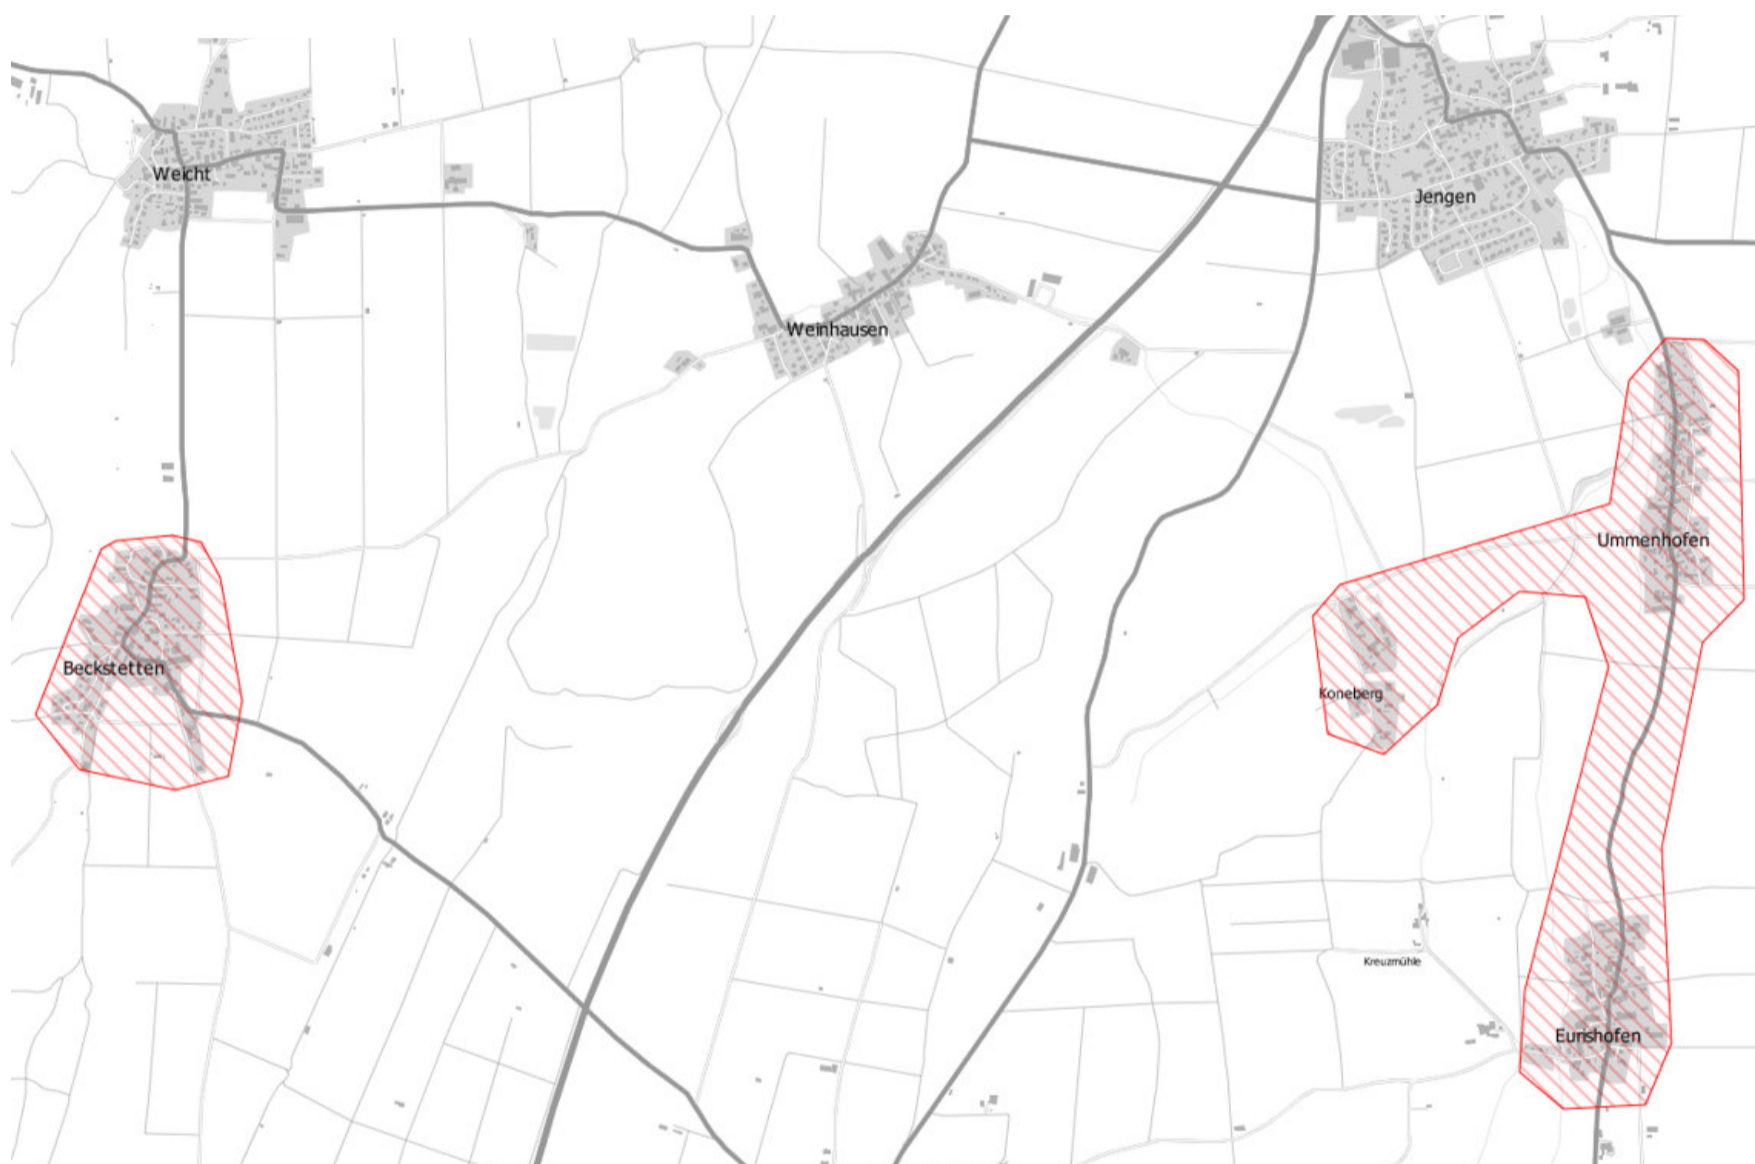 Weicht
Jengen
Weinhausen
Ummenhofen
Beckstetten
Koneberg
Kreuzmühle
Eurishofen